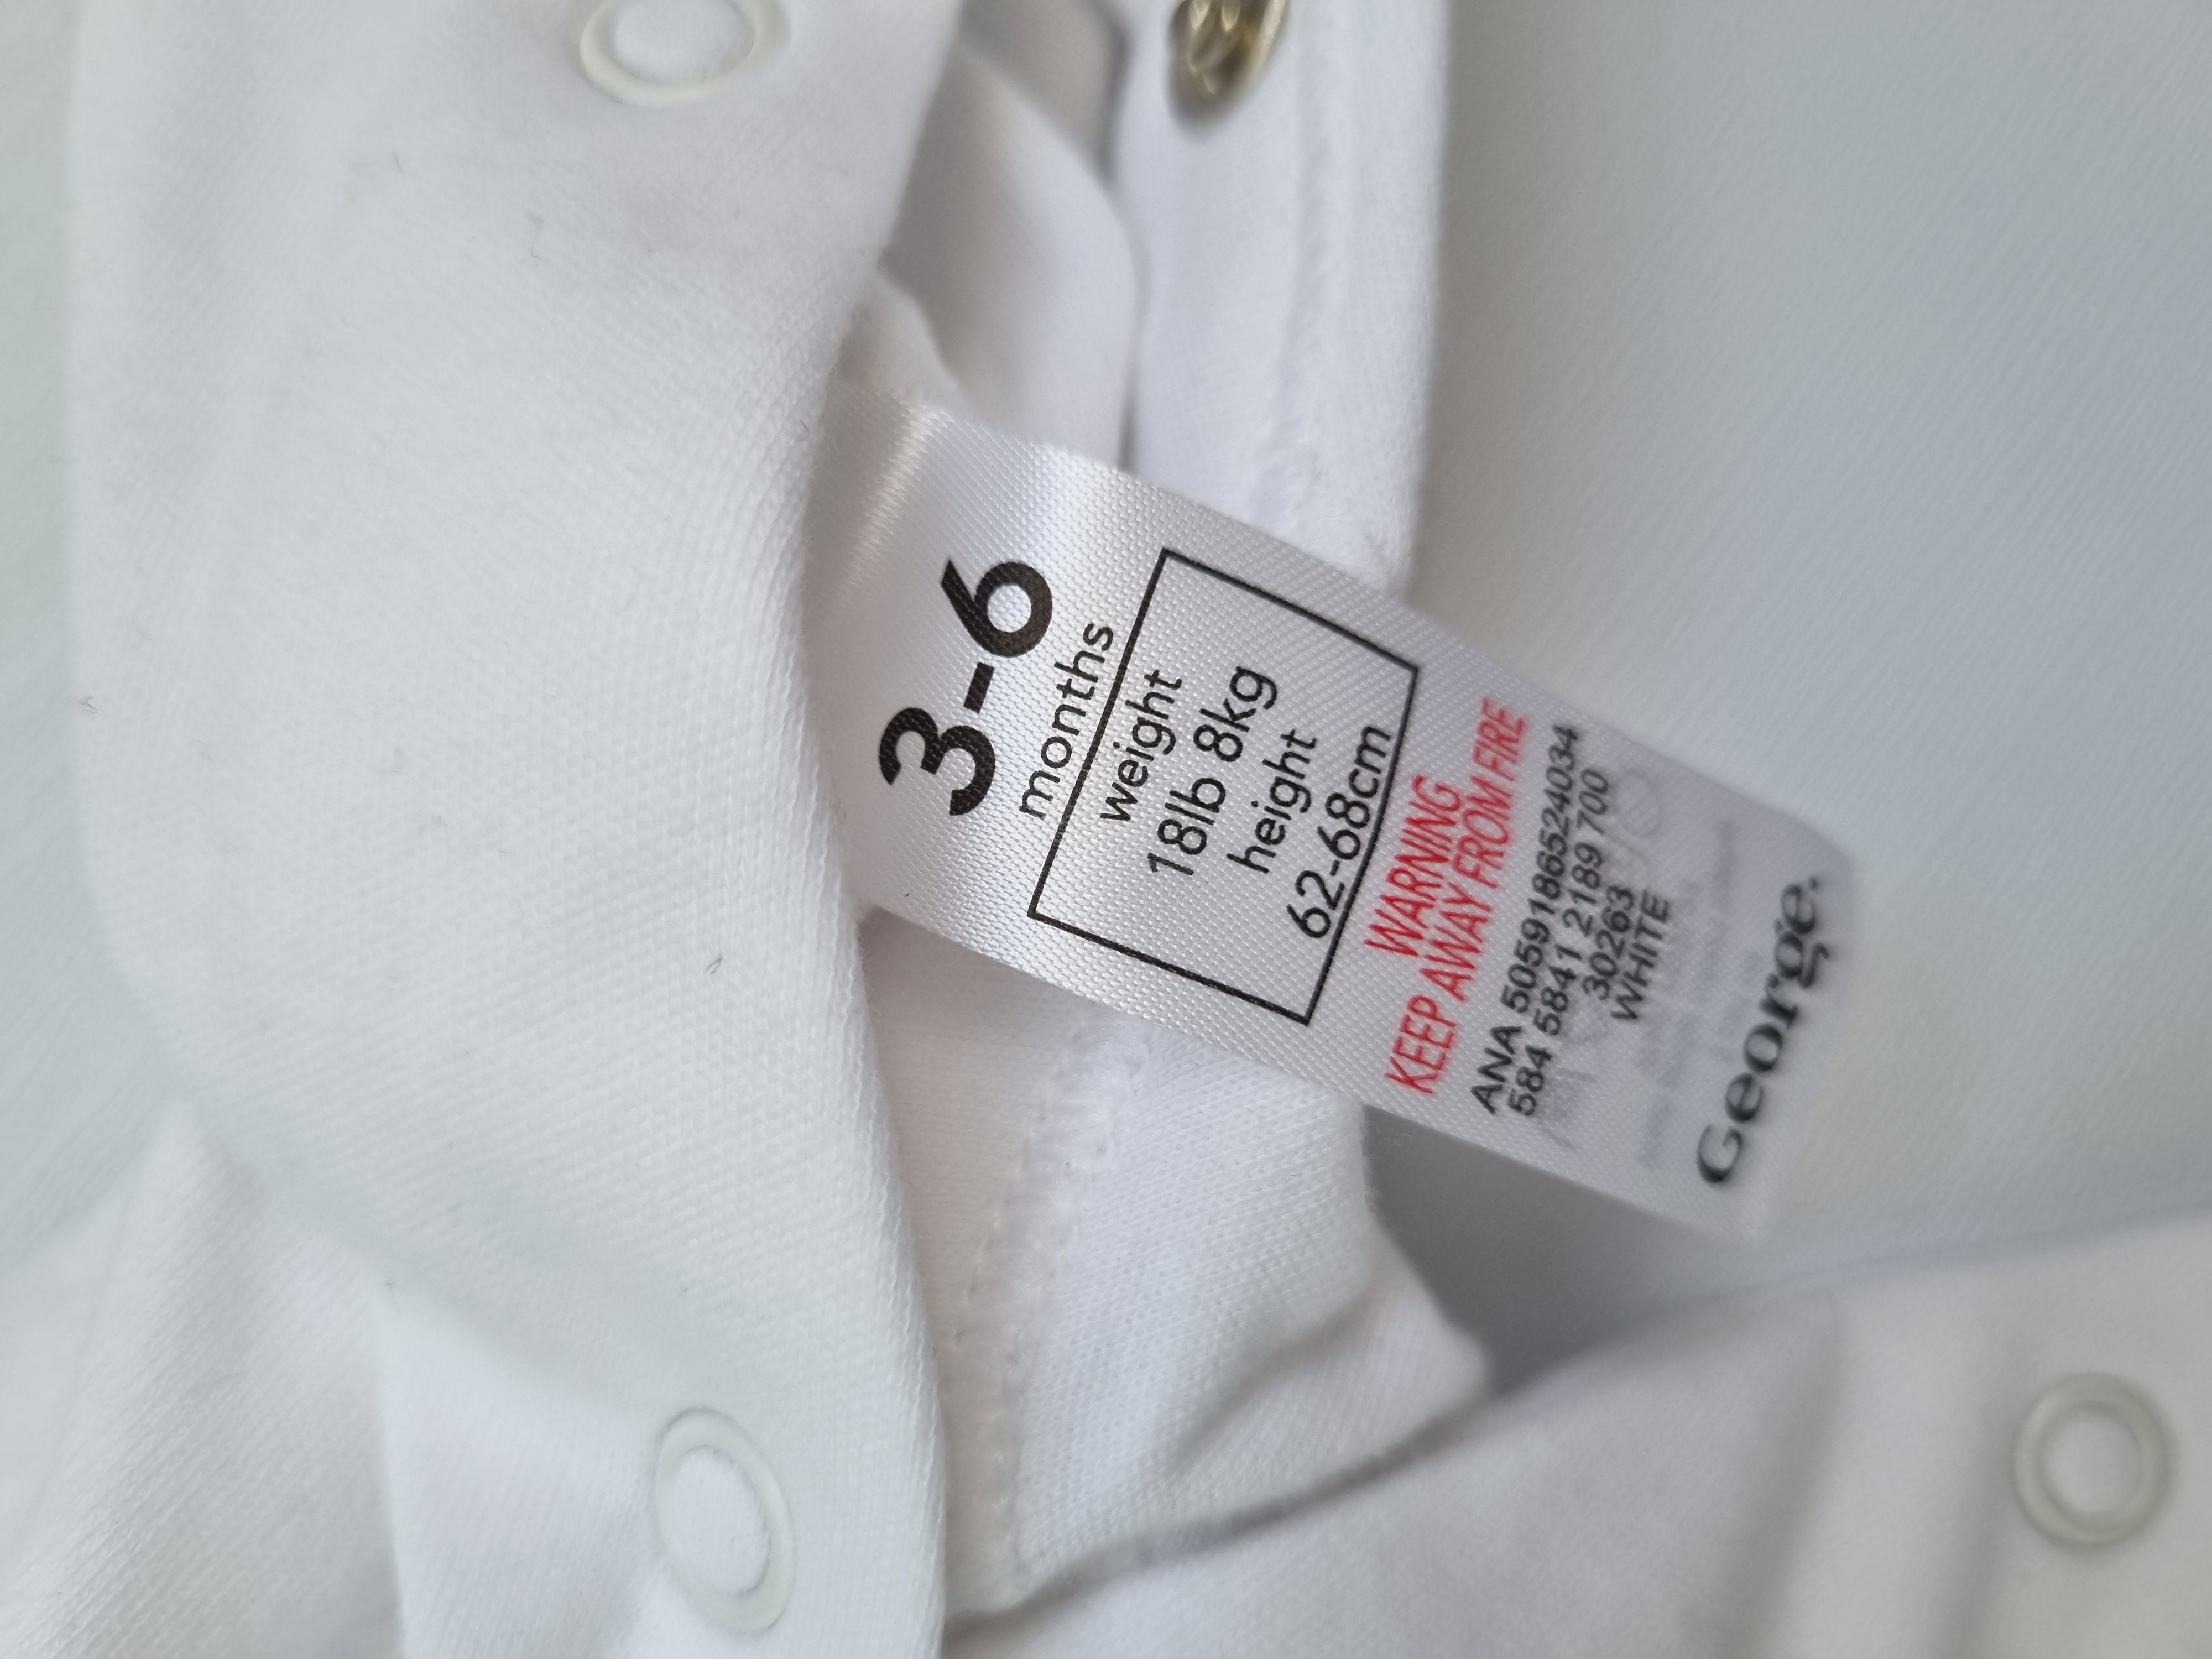 3-6
months
weight
18lb 8kg
height
62-68cm
WARNING
KEEP AWAY FROM FIRE
ANA 5059186524034
584 5841 2189 700
30263
WHITE
George.